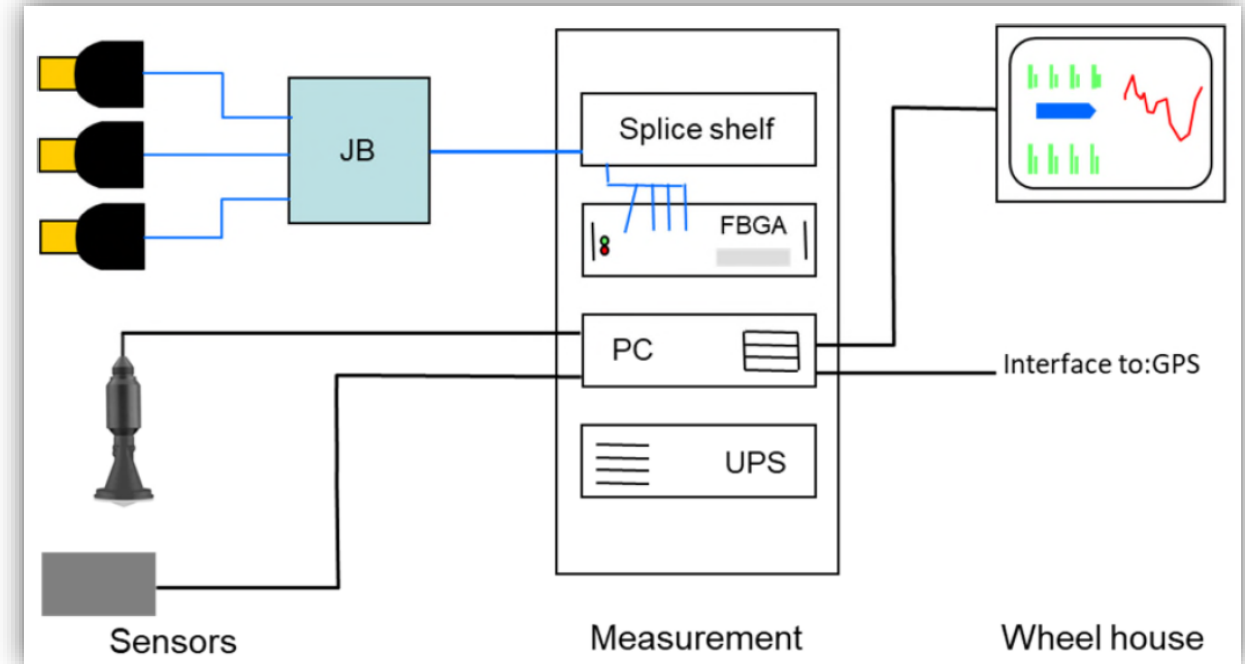 JB
Splice shelf
FBGA
PC
Interface to:GPS
UPS
Sensors
Measurement
Wheel house